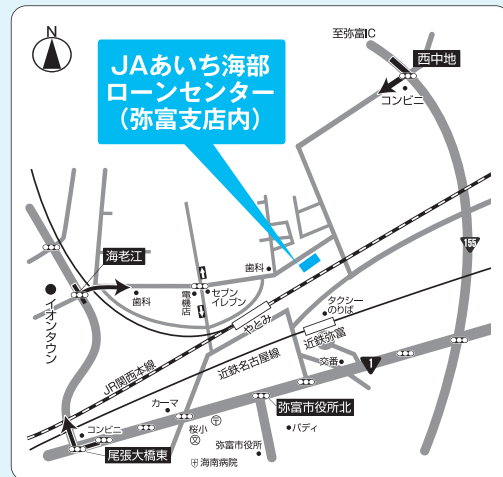 N
至弥富IC
西中地
コンビニ
JAあいち海部
ローンセンター
(弥富支店内)
155
海老江
イオンタウン
歯科
歯科
電機店
セブン
イレブン
やとみ
タクシー
のりば
近鉄弥富
JR関西本線
近鉄名古屋線
交番
1
カーマ
弥富市役所北
コンビニ
桜小
文
〒
パディ
弥富市役所
尾張大橋東
海南病院